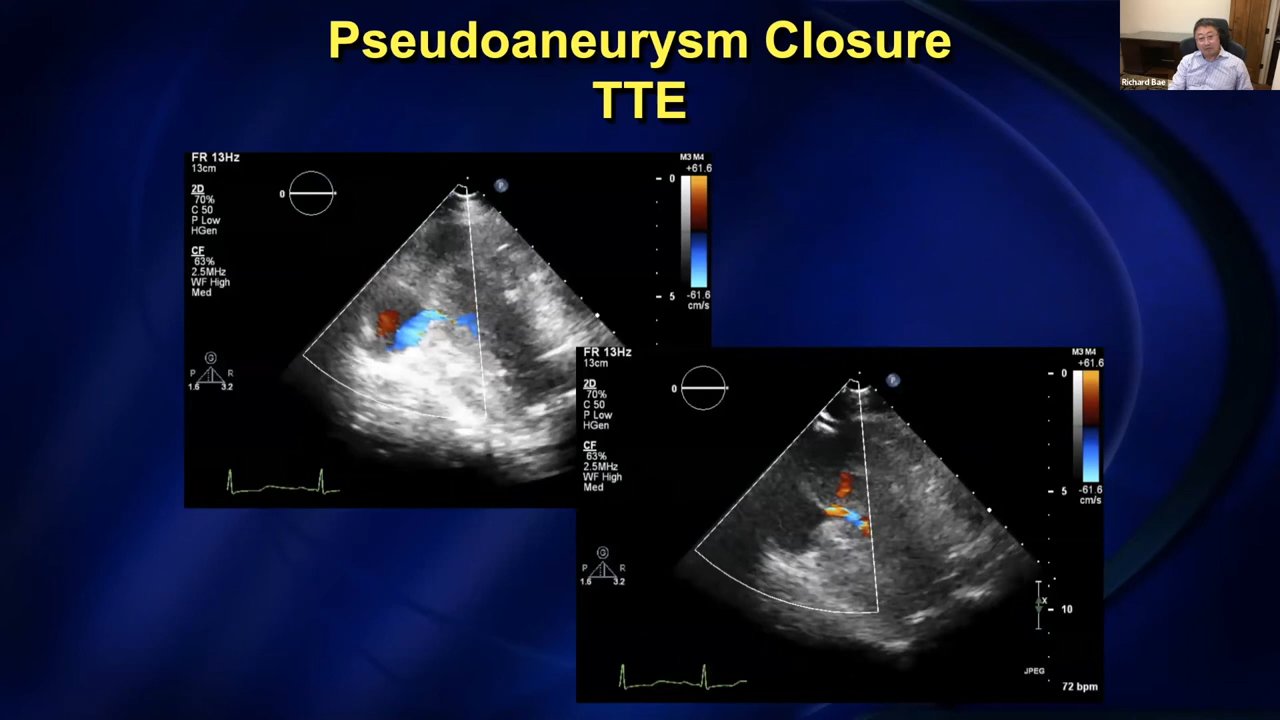 Pseudoaneurysm Closure
TTE
Richard Bae
FR 13Hz
13cm
2D
70%
C 50
P Low
HGen
CF
63%
2.5MHz
WF High
Med
0
P
M3 M4
+61.6
0
5
-61.6
cm/s
G
P R
1.6 3.2
FR 13Hz
13cm
2D
70%
C 50
P Low
HGen
CF
63%
2.5MHz
WF High
Med
0
P
M3 M4
+61.6
0
5
-61.6
cm/s
X
10
G
P R
1.6 3.2
JPEG
72 bpm